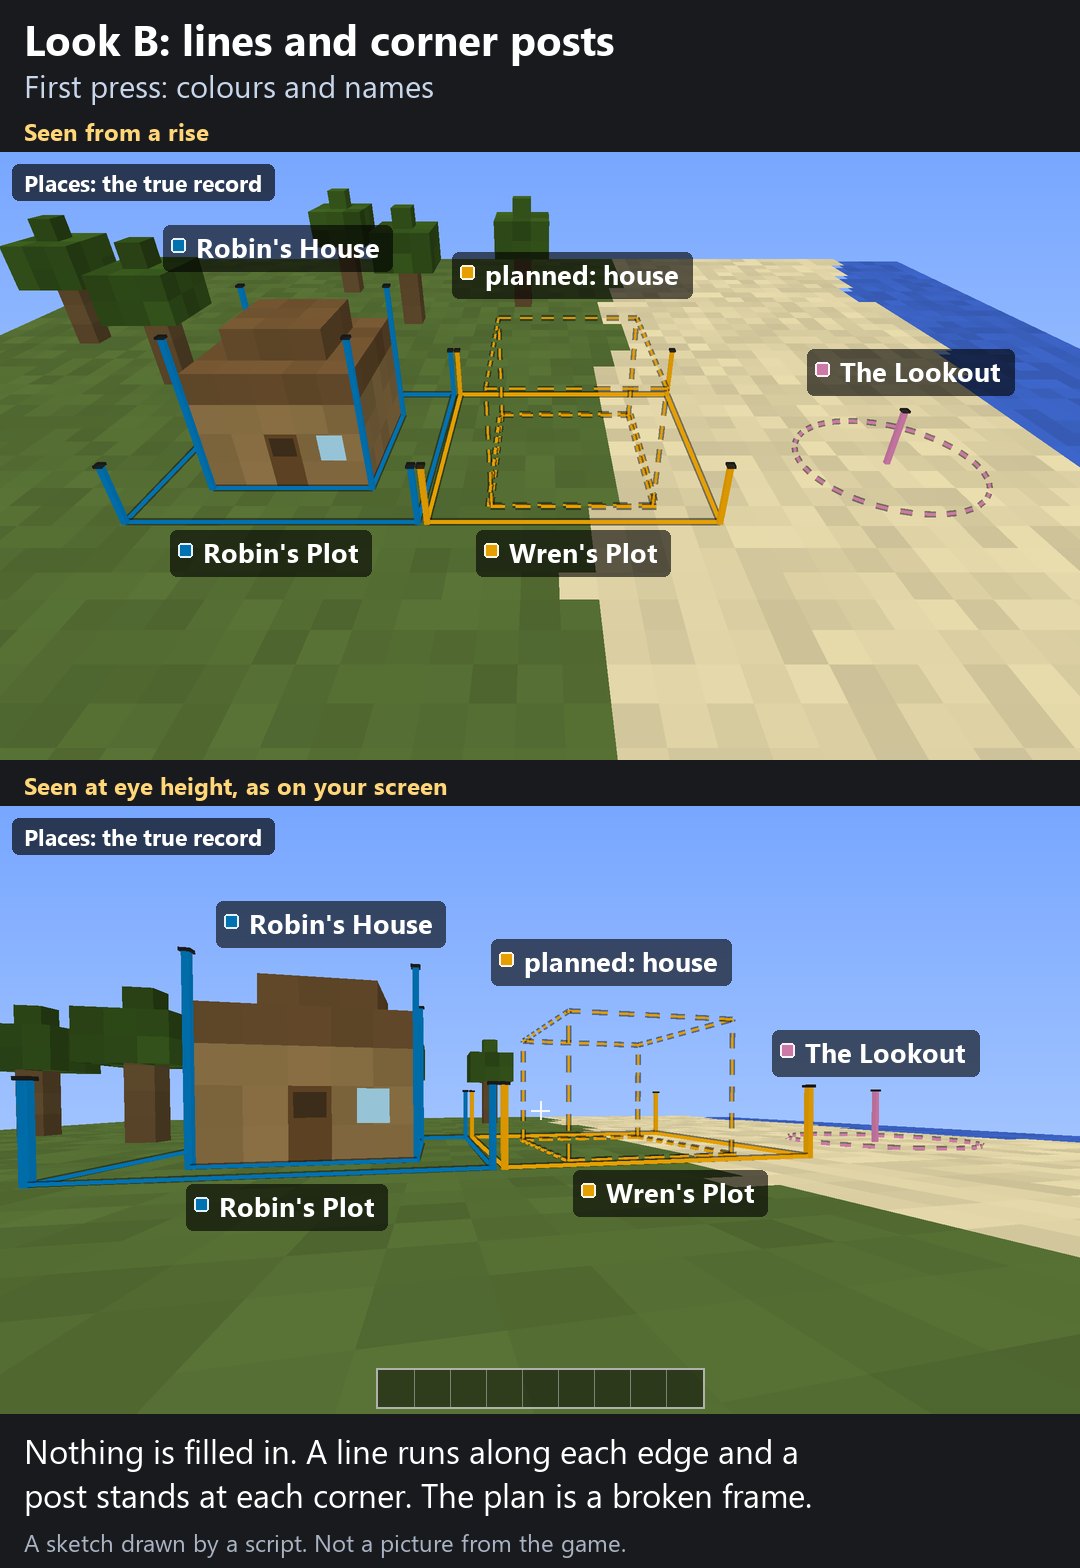 Look B: lines and corner posts
First press: colours and names
Seen from a rise
Places: the true record
Robin's House
planned: house
The Lookout
Robin's Plot
Wren's Plot
Seen at eye height, as on your screen
Places: the true record
Robin's House
planned: house
The Lookout
Wren's Plot
Robin's Plot
Nothing is filled in. A line runs along each edge and a
post stands at each corner. The plan is a broken frame.
A sketch drawn by a script. Not a picture from the game.